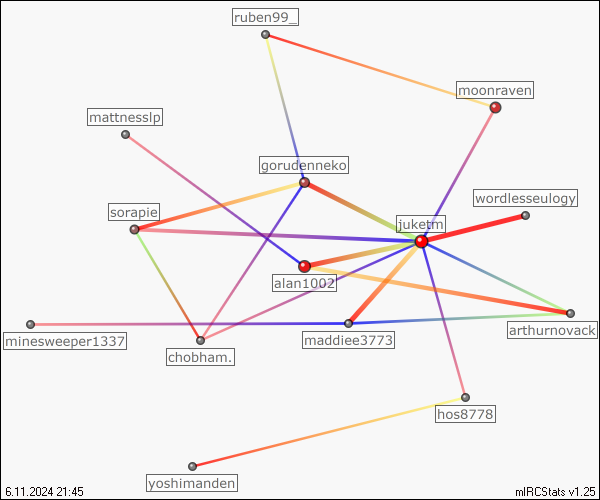 ruben99_
moonraven
mattnesslp
gorudenneko
wordlesseulogy
sorapie
juketm
alan1002
minesweeper1337
maddiee3773
arthurnovack
chobham.
hos8778
yoshimanden
6.11.2024 21:45
mIRCStats v1.25